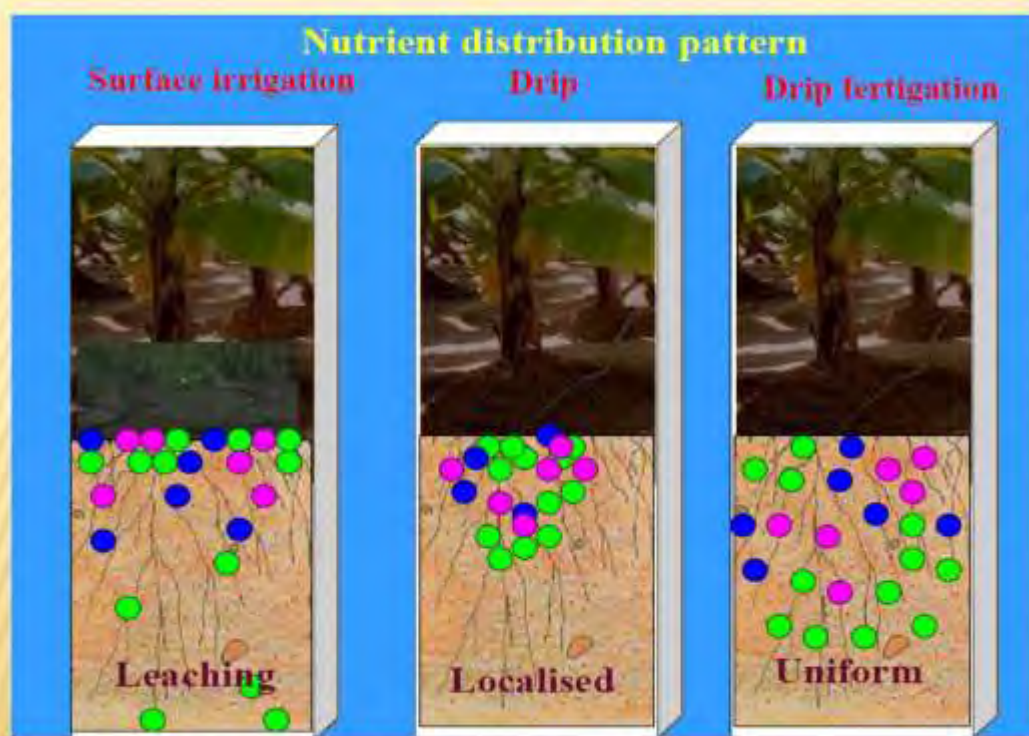 Nutrient distribution pattern
Surface irrigation
Drip
Drip fertigation
Leaching
Localised
Uniform